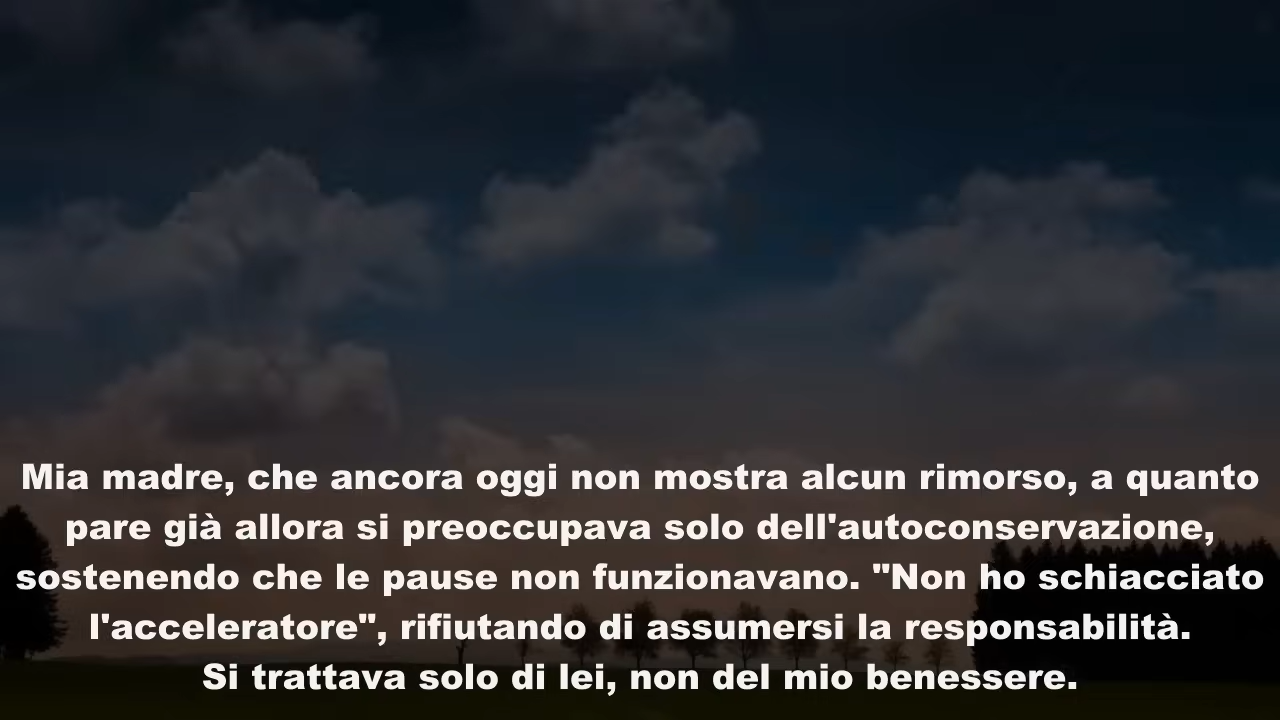 Mia madre, che ancora oggi non mostra alcun rimorso, a quanto
pare già allora si preoccupava solo dell'autoconservazione,
sostenendo che le pause non funzionavano. "Non ho schiacciato
l'acceleratore", rifiutando di assumersi la responsabilità.
Si trattava solo di lei, non del mio benessere.